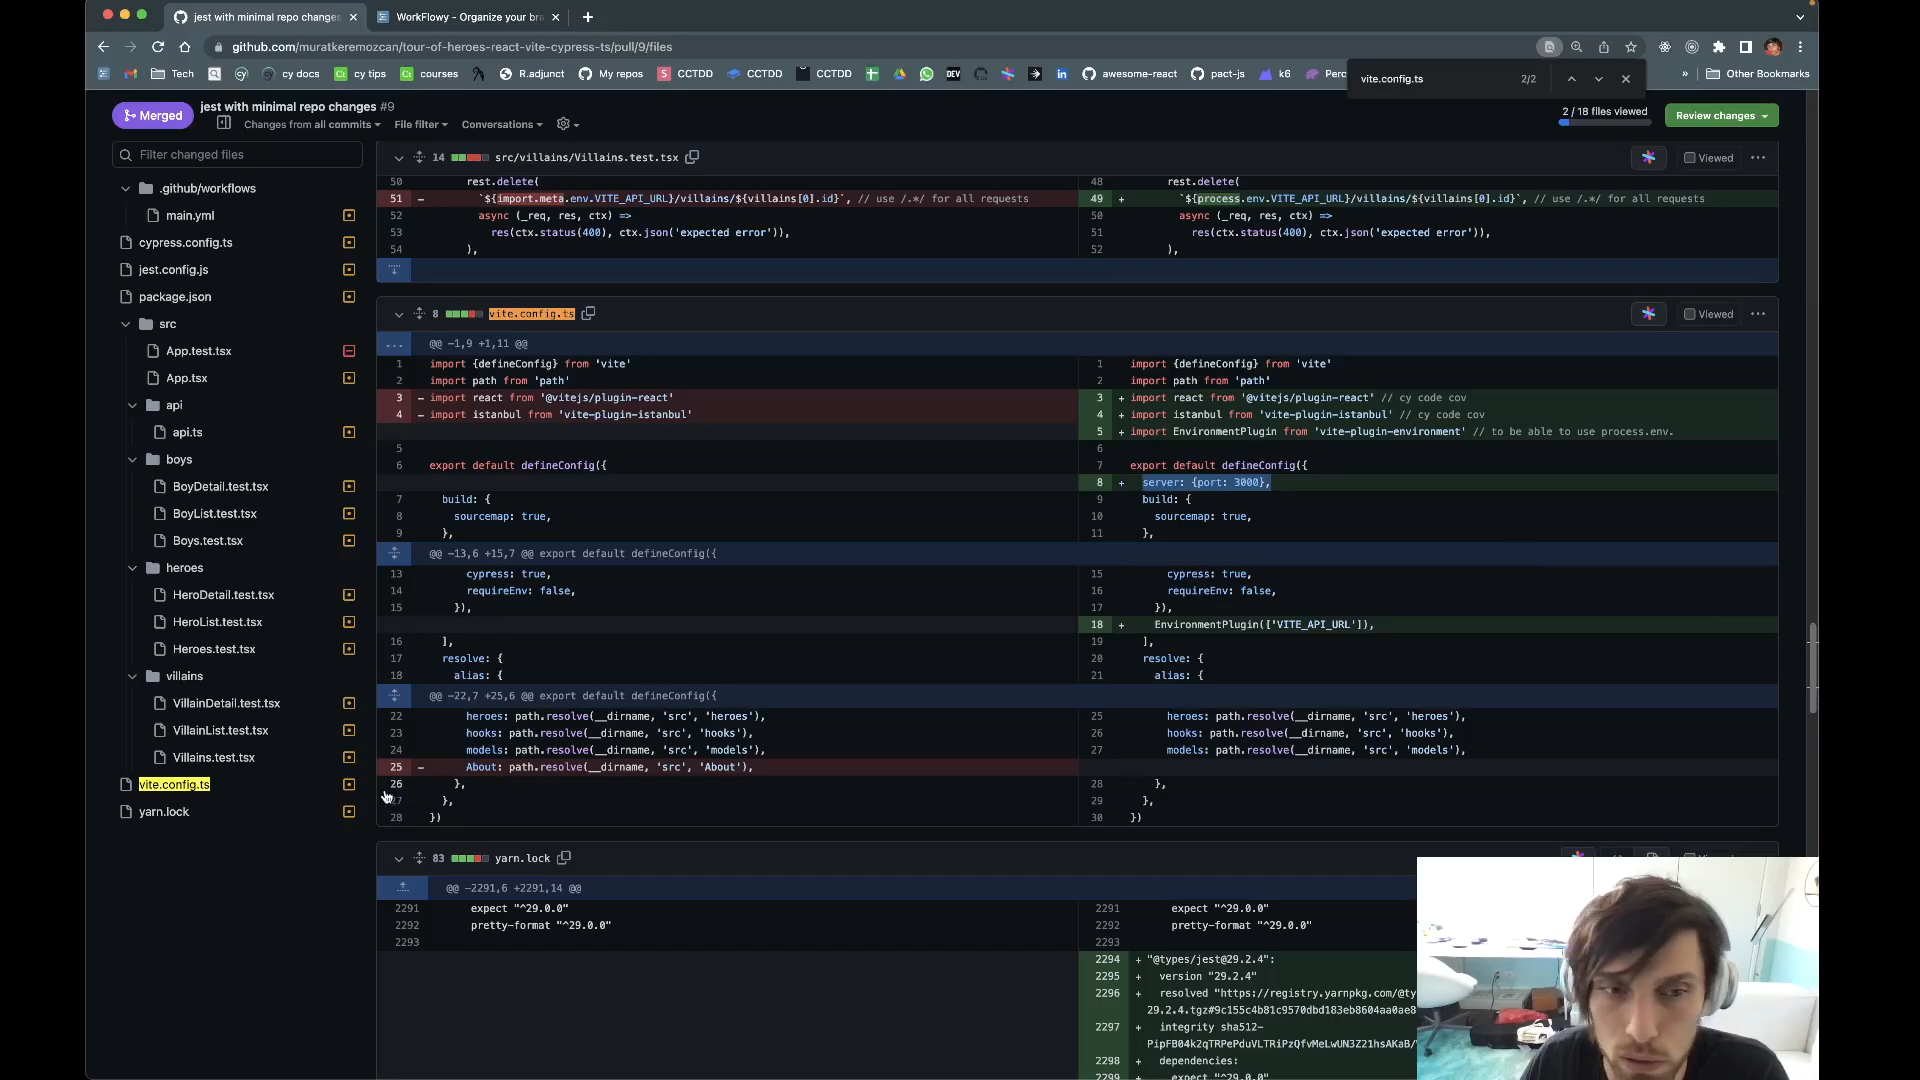 jest with minimal repo changes
WorkFlowy - Organize your bra
github.com/muratkeremozcan/tour-of-heroes-react-vite-cypress-ts/pull/9/files
Tech
cy docs
cy tips
courses
R.adjunct
My repos
CCTDD
CCTDD
CCTDD
awesome-react
pact-js
k6
Perc
» Other Bookmarks
vite.config.ts 2/2
Merged
jest with minimal repo changes #9
Changes from all commits
File filter
Conversations
2 / 18 files viewed
Review changes
Filter changed files
.github/workflows
main.yml
cypress.config.ts
jest.config.js
package.json
src
App.test.tsx
App.tsx
api
api.ts
boys
BoyDetail.test.tsx
BoyList.test.tsx
Boys.test.tsx
heroes
HeroDetail.test.tsx
HeroList.test.tsx
Heroes.test.tsx
villains
VillainDetail.test.tsx
VillainList.test.tsx
Villains.test.tsx
vite.config.ts
yarn.lock
14 src/villains/Villains.test.tsx Viewed
50 rest.delete(
51 - `${import.meta.env.VITE_API_URL}/villains/${villains[0].id}`, // use /.*/ for all requests
52 async (_req, res, ctx) =>
53 res(ctx.status(400), ctx.json('expected error')),
54 ),
48 rest.delete(
49 + `${process.env.VITE_API_URL}/villains/${villains[0].id}`, // use /.*/ for all requests
50 async (_req, res, ctx) =>
51 res(ctx.status(400), ctx.json('expected error')),
52 ),
8 vite.config.ts Viewed
... @@ -1,9 +1,11 @@
1 import {defineConfig} from 'vite'
2 import path from 'path'
3 - import react from '@vitejs/plugin-react'
4 - import istanbul from 'vite-plugin-istanbul'
5
6 export default defineConfig({
7 build: {
8 sourcemap: true,
9 },
1 import {defineConfig} from 'vite'
2 import path from 'path'
3 + import react from '@vitejs/plugin-react' // cy code cov
4 + import istanbul from 'vite-plugin-istanbul' // cy code cov
5 + import EnvironmentPlugin from 'vite-plugin-environment' // to be able to use process.env.
6
7 export default defineConfig({
8 + server: {port: 3000},
9 build: {
10 sourcemap: true,
11 },
@@ -13,6 +15,7 @@ export default defineConfig({
13 cypress: true,
14 requireEnv: false,
15 }),
16 ],
17 resolve: {
18 alias: {
15 cypress: true,
16 requireEnv: false,
17 }),
18 + EnvironmentPlugin(['VITE_API_URL']),
19 ],
20 resolve: {
21 alias: {
@@ -22,7 +25,6 @@ export default defineConfig({
22 heroes: path.resolve(__dirname, 'src', 'heroes'),
23 hooks: path.resolve(__dirname, 'src', 'hooks'),
24 models: path.resolve(__dirname, 'src', 'models'),
25 - About: path.resolve(__dirname, 'src', 'About'),
26 },
27 },
28 })
25 heroes: path.resolve(__dirname, 'src', 'heroes'),
26 hooks: path.resolve(__dirname, 'src', 'hooks'),
27 models: path.resolve(__dirname, 'src', 'models'),
28 },
29 },
30 })
83 yarn.lock
@@ -2291,6 +2291,14 @@
2291 expect "^29.0.0"
2292 pretty-format "^29.0.0"
2293
2291 expect "^29.0.0"
2292 pretty-format "^29.0.0"
2293
2294 + "@types/jest@29.2.4":
2295 + version "29.2.4"
2296 + resolved "https://registry.yarnpkg.com/@ty
29.2.4.tgz#9c155c4b81c9570dbd183eb8604aa0ae8
2297 + integrity sha512-
PipFB04k2qTRPePduVLTRiPzQfvMeLwUN3Z21hsAKaB/
2298 + dependencies:
2299 + expect "^29.0.0"